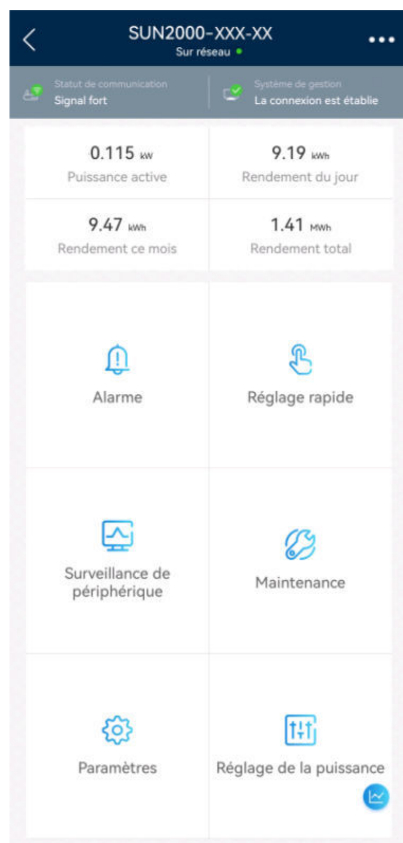 SUN2000-XXX-XX
Sur réseau
Statut de communication
Signal fort
Système de gestion
La connexion est établie
0.115 kW
Puissance active
9.19 kWh
Rendement du jour
9.47 kWh
Rendement ce mois
1.41 MWh
Rendement total
Alarme
Réglage rapide
Surveillance de
périphérique
Maintenance
Paramètres
Réglage de la puissance